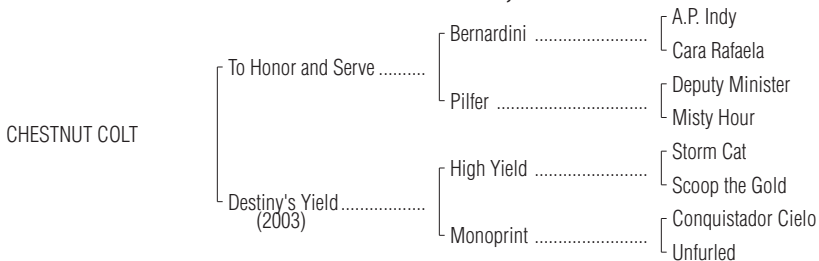 A.P. Indy
Bernardini ....................................
Cara Rafaela
To Honor and Serve ..........
Deputy Minister
Pilfer ................................................
Misty Hour
CHESTNUT COLT
Storm Cat
High Yield ....................................
Scoop the Gold
Destiny's Yield ....................
(2003)
Conquistador Cielo
Monoprint ....................................
Unfurled